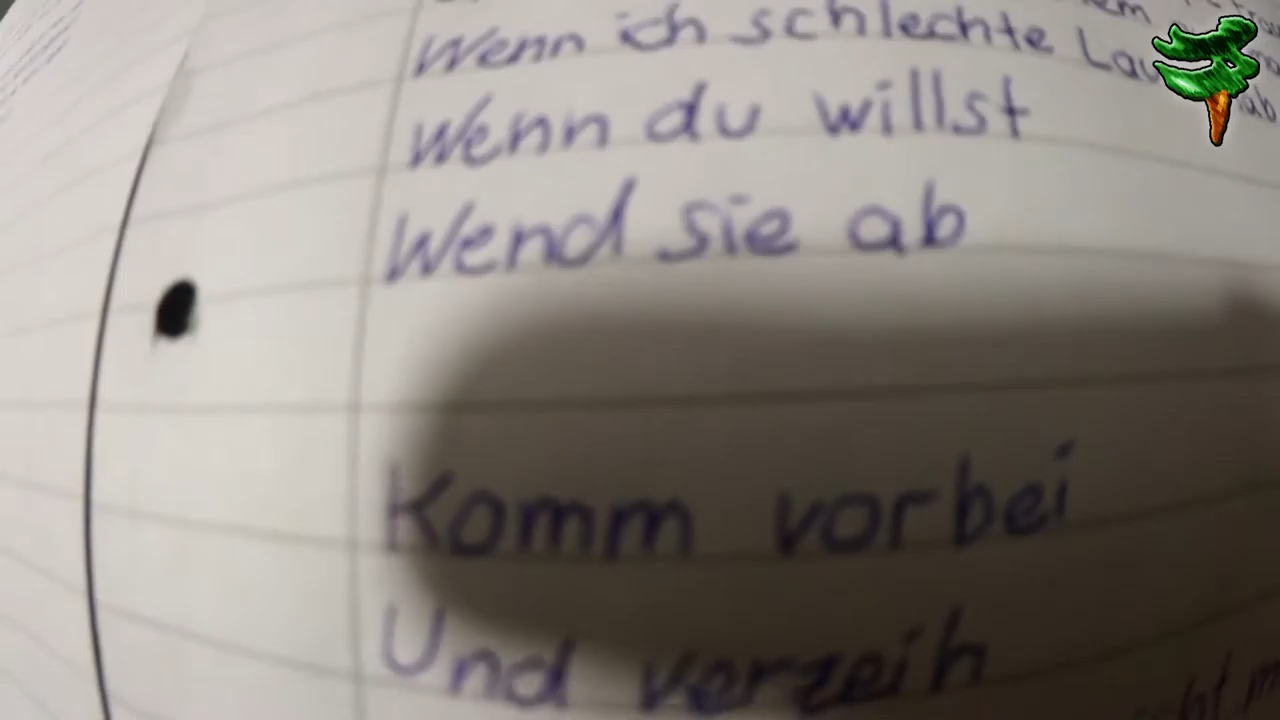 Wenn ich schlechte
Wenn du willst
Wend sie ab
Komm vorbei
Und verzeih